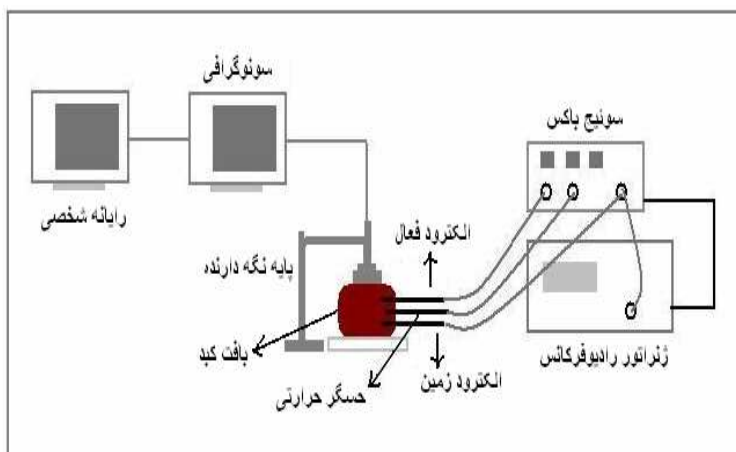 سونوگرافی
سوئیچ باکس
رایانه شخصی
الکترود فعال
پایه نگه دارنده
بافت کبد
ژنراتور رادیوفرکانس
الکترود زمین
حسگر حرارتی